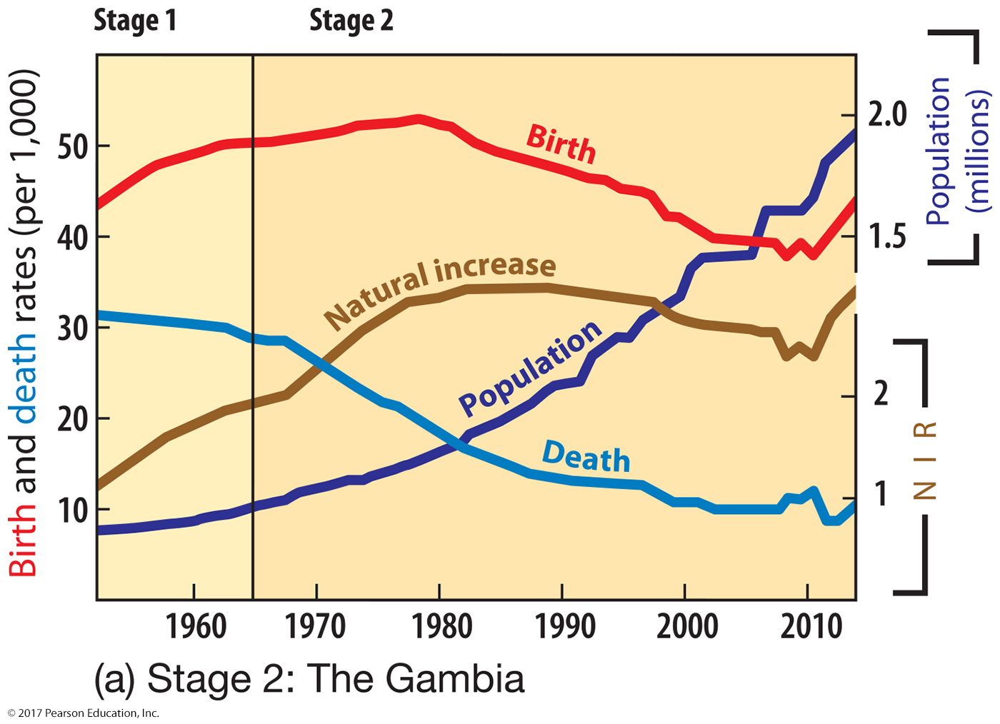 Stage 1
Stage 2
Birth and death rates (per 1,000)
50
40
30
20
10
Birth
Natural increase
Population
Death
2.0
1.5
Population
(millions)
2
1
NIR
1960 1970 1980 1990 2000 2010
(a) Stage 2: The Gambia
© 2017 Pearson Education, Inc.